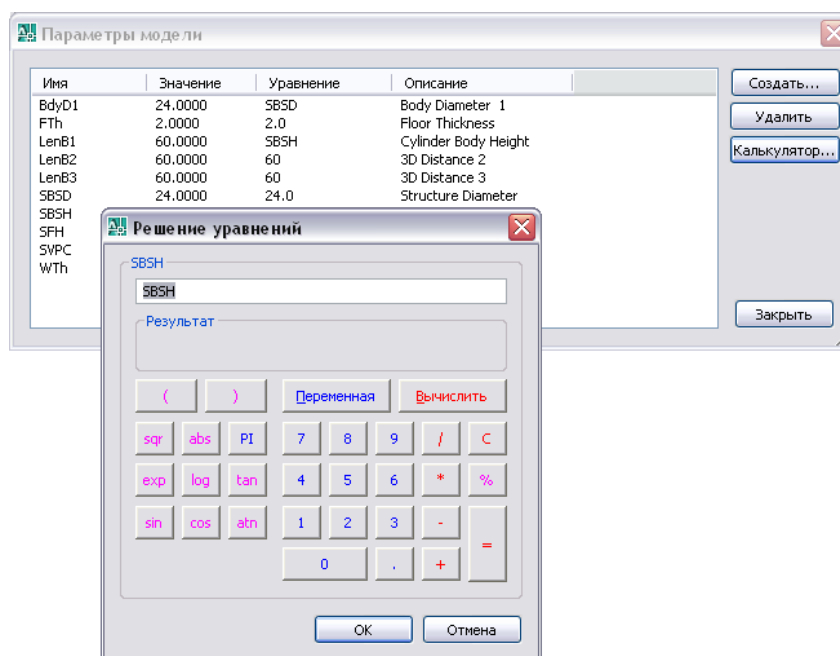 Параметры модели
Имя Значение Уравнение Описание
BdyD1 24.0000 SBSD Body Diameter 1
FTh 2.0000 2.0 Floor Thickness
LenB1 60.0000 SBSH Cylinder Body Height
LenB2 60.0000 60 3D Distance 2
LenB3 60.0000 60 3D Distance 3
SBSD 24.0000 24.0 Structure Diameter
SBSH
SFH
SVPC
WTh
Создать...
Удалить
Калькулятор...
Закрыть
Решение уравнений
SBSH
SBSH
Результат
( ) Переменная Вычислить
sqr abs PI 7 8 9 / C
exp log tan 4 5 6 * %
sin cos atn 1 2 3 - =
0 . +
OK Отмена